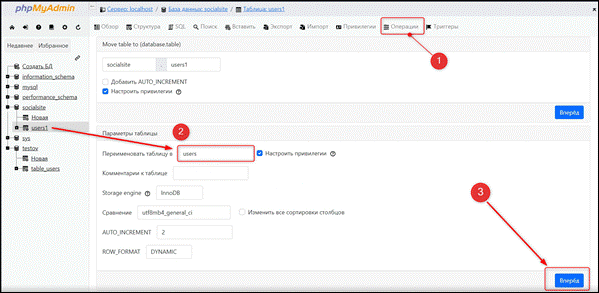 phpMyAdmin
Сервер: localhost » База данных: socialsite » Таблица: users1
Обзор Структура SQL Поиск Вставить Экспорт Импорт Привилегии Операции Триггеры
Недавнее Избранное
Создать БД
information_schema
mysql
performance_schema
socialsite
Новая
users1
sys
testov
Новая
table_users
Move table to (database.table)
socialsite . users1
Добавить AUTO_INCREMENT
Настроить привилегии
1
Вперёд
Параметры таблицы
2
Переименовать таблицу в users Настроить привилегии
Комментарии к таблице
Storage engine InnoDB
Сравнение utf8mb4_general_ci Изменить все сортировки столбцов
3
AUTO_INCREMENT 2
ROW_FORMAT DYNAMIC
Вперёд